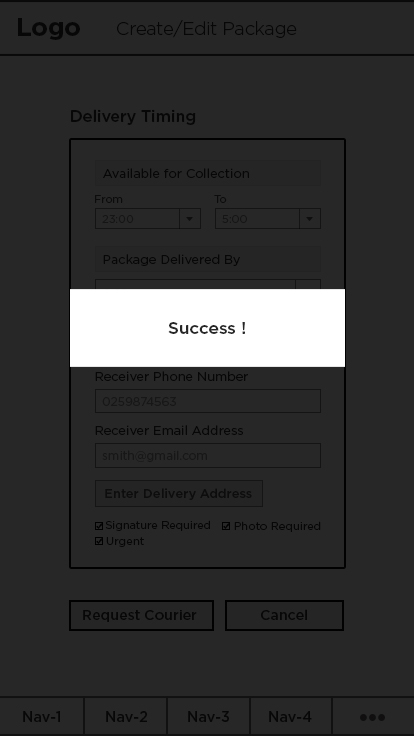 Logo
Create/Edit Package
Delivery Timing
Available for Collection
From
To
23:00
5:00
Package Delivered By
Success !
Receiver Phone Number
0259874563
Receiver Email Address
smith@gmail.com
Enter Delivery Address
Signature Required
Photo Required
Urgent
Request Courier
Cancel
Nav-1
Nav-2
Nav-3
Nav-4